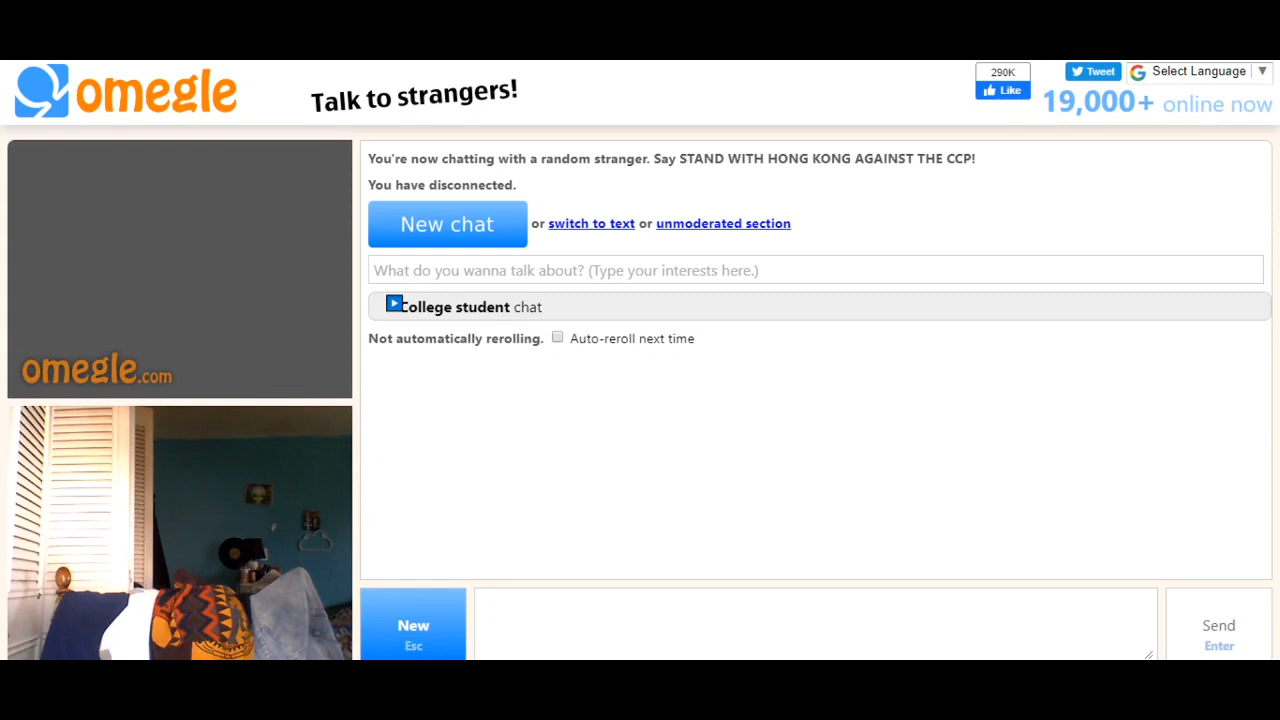 omegle
Talk to strangers!
290K
Like
Tweet
Select Language
19,000+ online now
You're now chatting with a random stranger. Say STAND WITH HONG KONG AGAINST THE CCP!
You have disconnected.
New chat or switch to text or unmoderated section
What do you wanna talk about? (Type your interests here.)
College student chat
Not automatically rerolling. Auto-reroll next time
omegle.com
New
Esc
Send
Enter